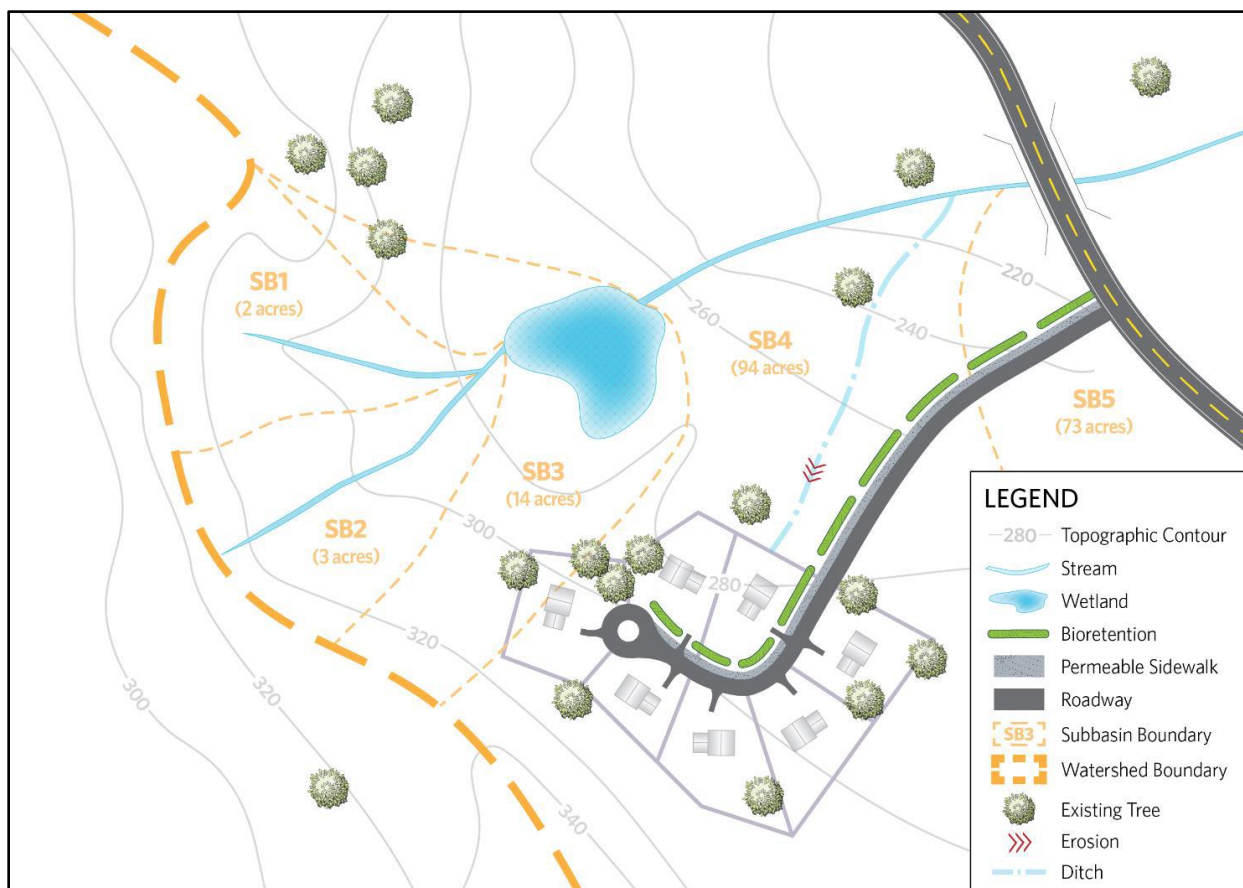 SB1
(2 acres)
SB2
(3 acres)
SB3
(14 acres)
SB4
(94 acres)
SB5
(73 acres)
220
240
260
280
300
320
300
320
340
LEGEND
280 Topographic Contour
Stream
Wetland
Bioretention
Permeable Sidewalk
Roadway
SB3 Subbasin Boundary
Watershed Boundary
Existing Tree
Erosion
Ditch